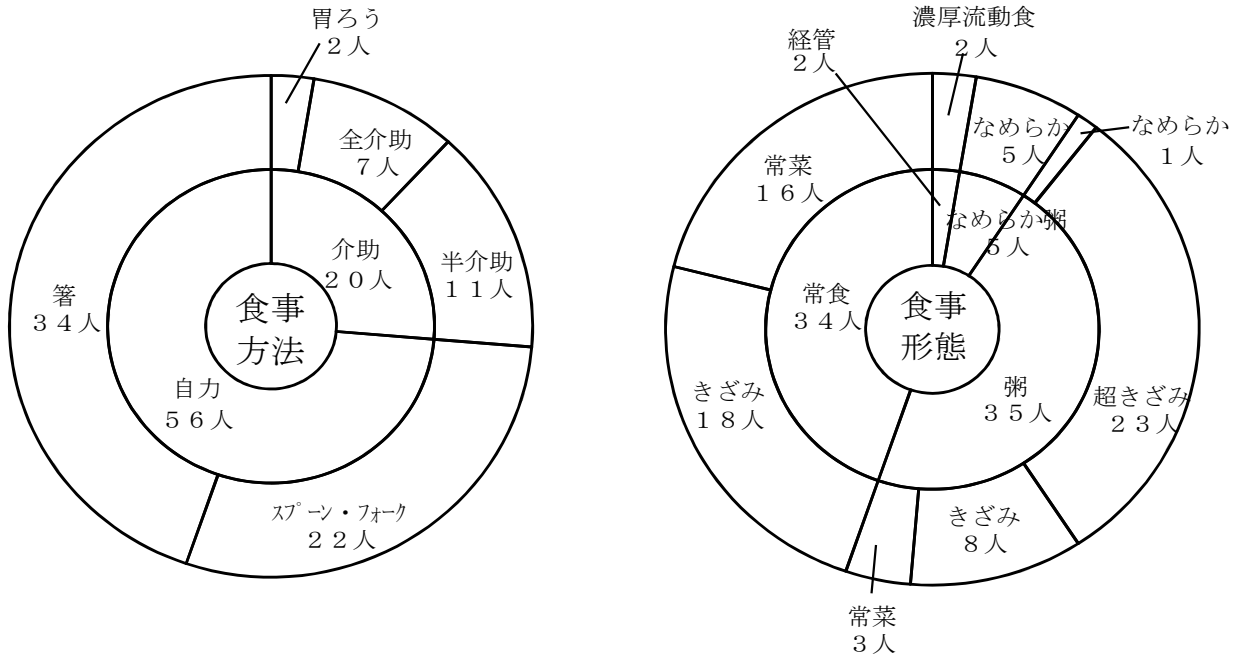 胃ろう
２人
全介助
７人
介助
２０人
半介助
１１人
箸
３４人
食事
方法
自力
５６人
ｽﾌﾟｰﾝ・ﾌｫｰｸ
２２人
濃厚流動食
２人
経管
２人
なめらか
５人
なめらか
１人
常菜
１６人
なめらか粥
５人
常食
３４人
食事
形態
粥
３５人
超きざみ
２３人
きざみ
１８人
きざみ
８人
常菜
３人